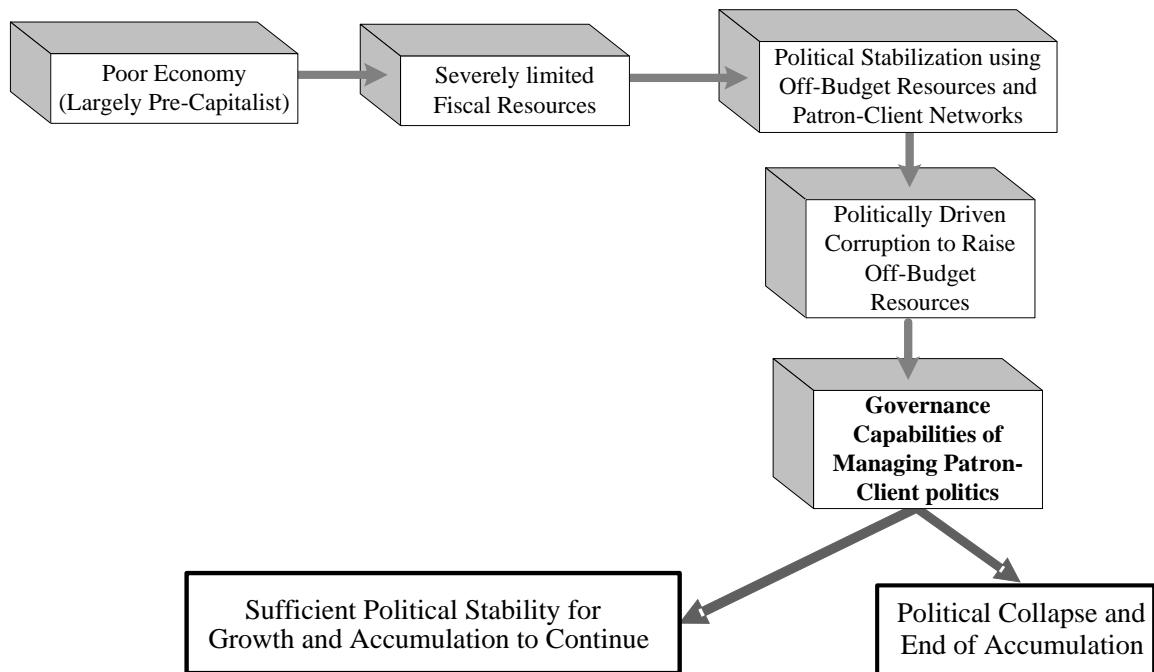 Poor Economy
(Largely Pre-Capitalist)
Severely limited
Fiscal Resources
Political Stabilization using
Off-Budget Resources and
Patron-Client Networks
Politically Driven
Corruption to Raise
Off-Budget
Resources
Governance
Capabilities of
Managing Patron-
Client politics
Sufficient Political Stability for
Growth and Accumulation to Continue
Political Collapse and
End of Accumulation